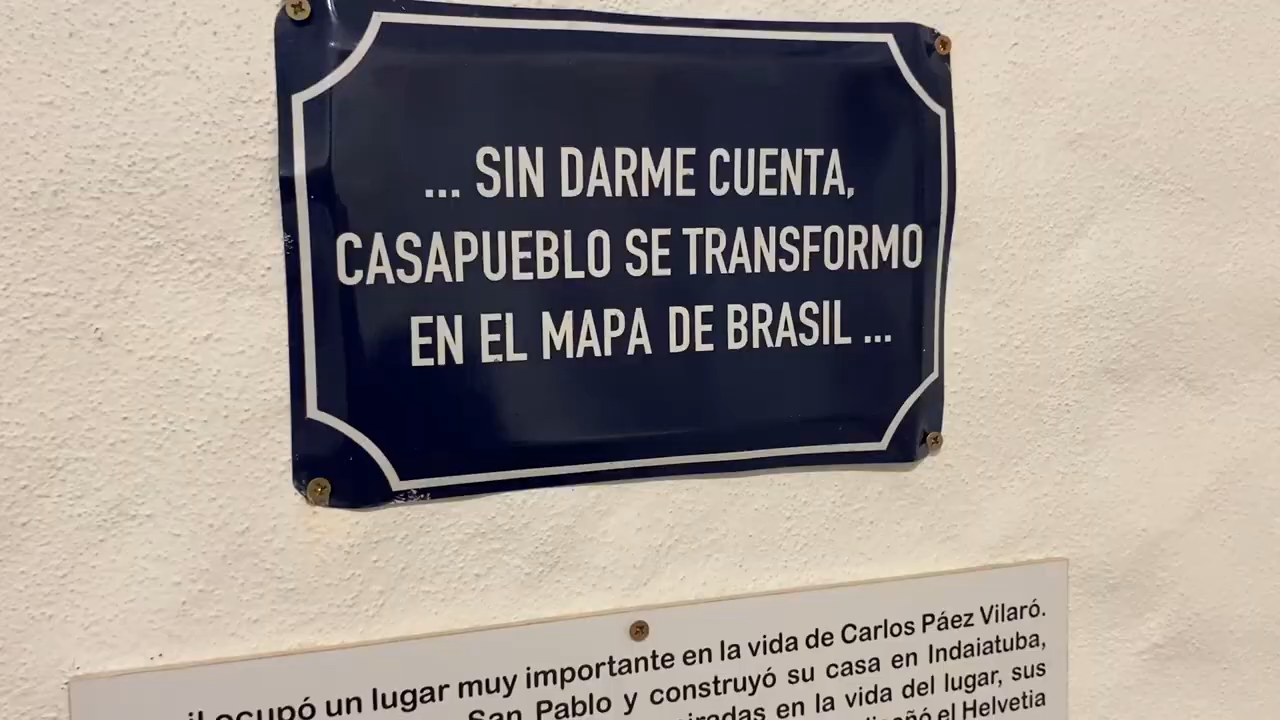 ... SIN DARME CUENTA,
CASAPUEBLO SE TRANSFORMO
EN EL MAPA DE BRASIL ...
ocupó un lugar muy importante en la vida de Carlos Páez Vilaró.
San Pablo y construyó su casa en Indaiatuba,
en la vida del lugar, sus
el Helvetia